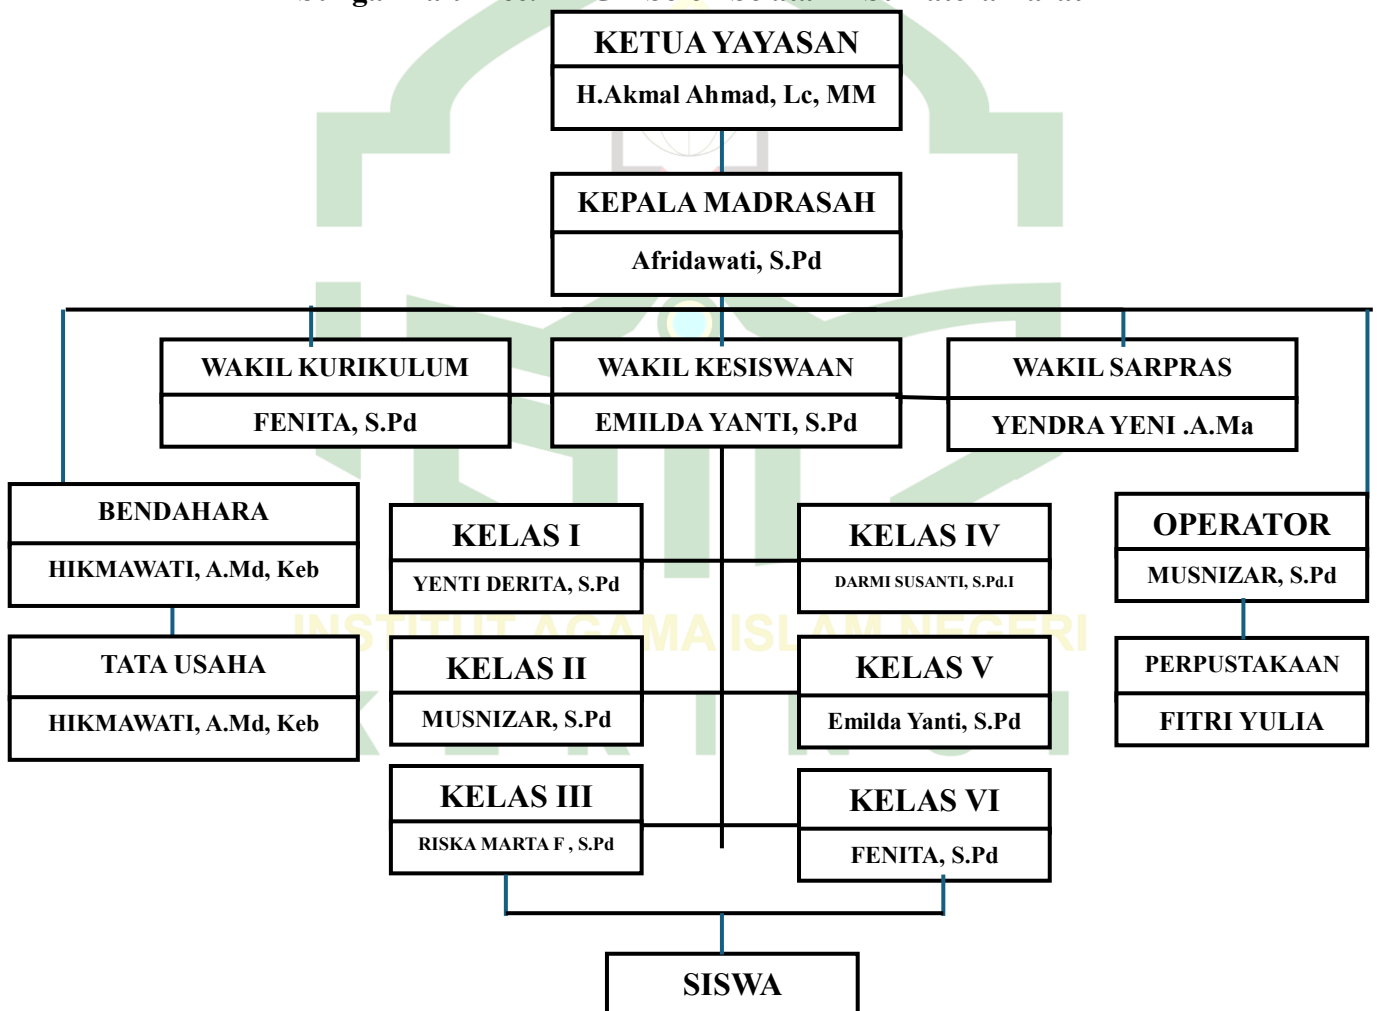 KETUA YAYASAN
H.Akmal Ahmad, Lc, MM
KEPALA MADRASAH
Afridawati, S.Pd
WAKIL KURIKULUM
FENITA, S.Pd
WAKIL KESISWAAN
EMILDA YANTI, S.Pd
WAKIL SARPRAS
YENDRA YENI .A.Ma
BENDAHARA
HIKMAWATI, A.Md, Keb
TATA USAHA
HIKMAWATI, A.Md, Keb
KELAS I
YENTI DERITA, S.Pd
KELAS IV
DARMI SUSANTI, S.Pd.I
KELAS II
MUSNIZAR, S.Pd
KELAS V
Emilda Yanti, S.Pd
KELAS III
RISKA MARTA F , S.Pd
KELAS VI
FENITA, S.Pd
OPERATOR
MUSNIZAR, S.Pd
PERPUSTAKAAN
FITRI YULIA
SISWA
INSTITUT AGAMA ISLAM NEGERI